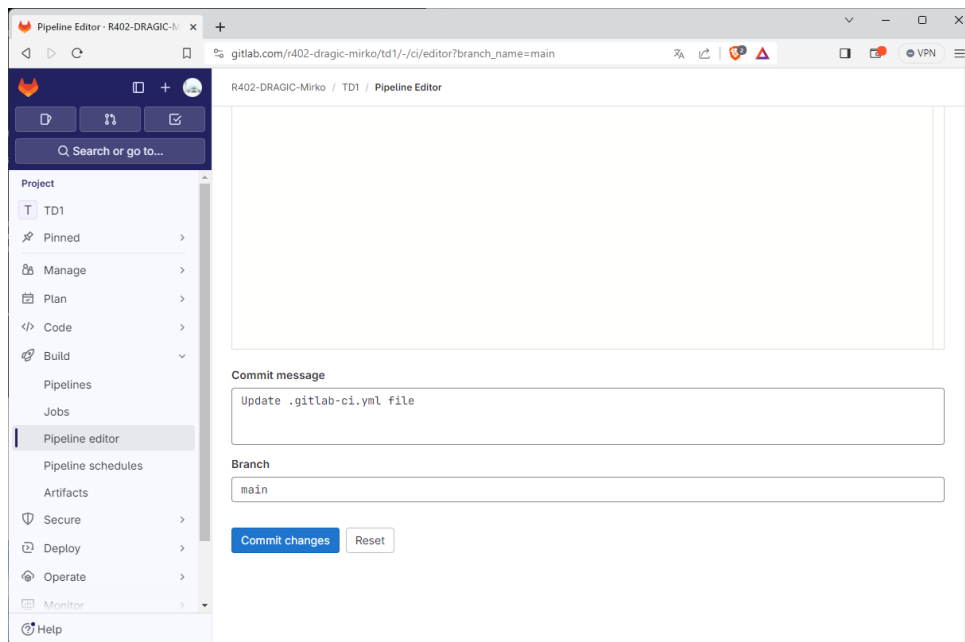 Pipeline Editor · R402-DRAGIC-M
gitlab.com/r402-dragic-mirko/td1/-/ci/editor?branch_name=main
VPN
R402-DRAGIC-Mirko / TD1 / Pipeline Editor
Search or go to...
Project
T TD1
Pinned
Manage
Plan
Code
Build
Pipelines
Jobs
Pipeline editor
Pipeline schedules
Artifacts
Secure
Deploy
Operate
Monitor
Help
Commit message
Update .gitlab-ci.yml file
Branch
main
Commit changes Reset